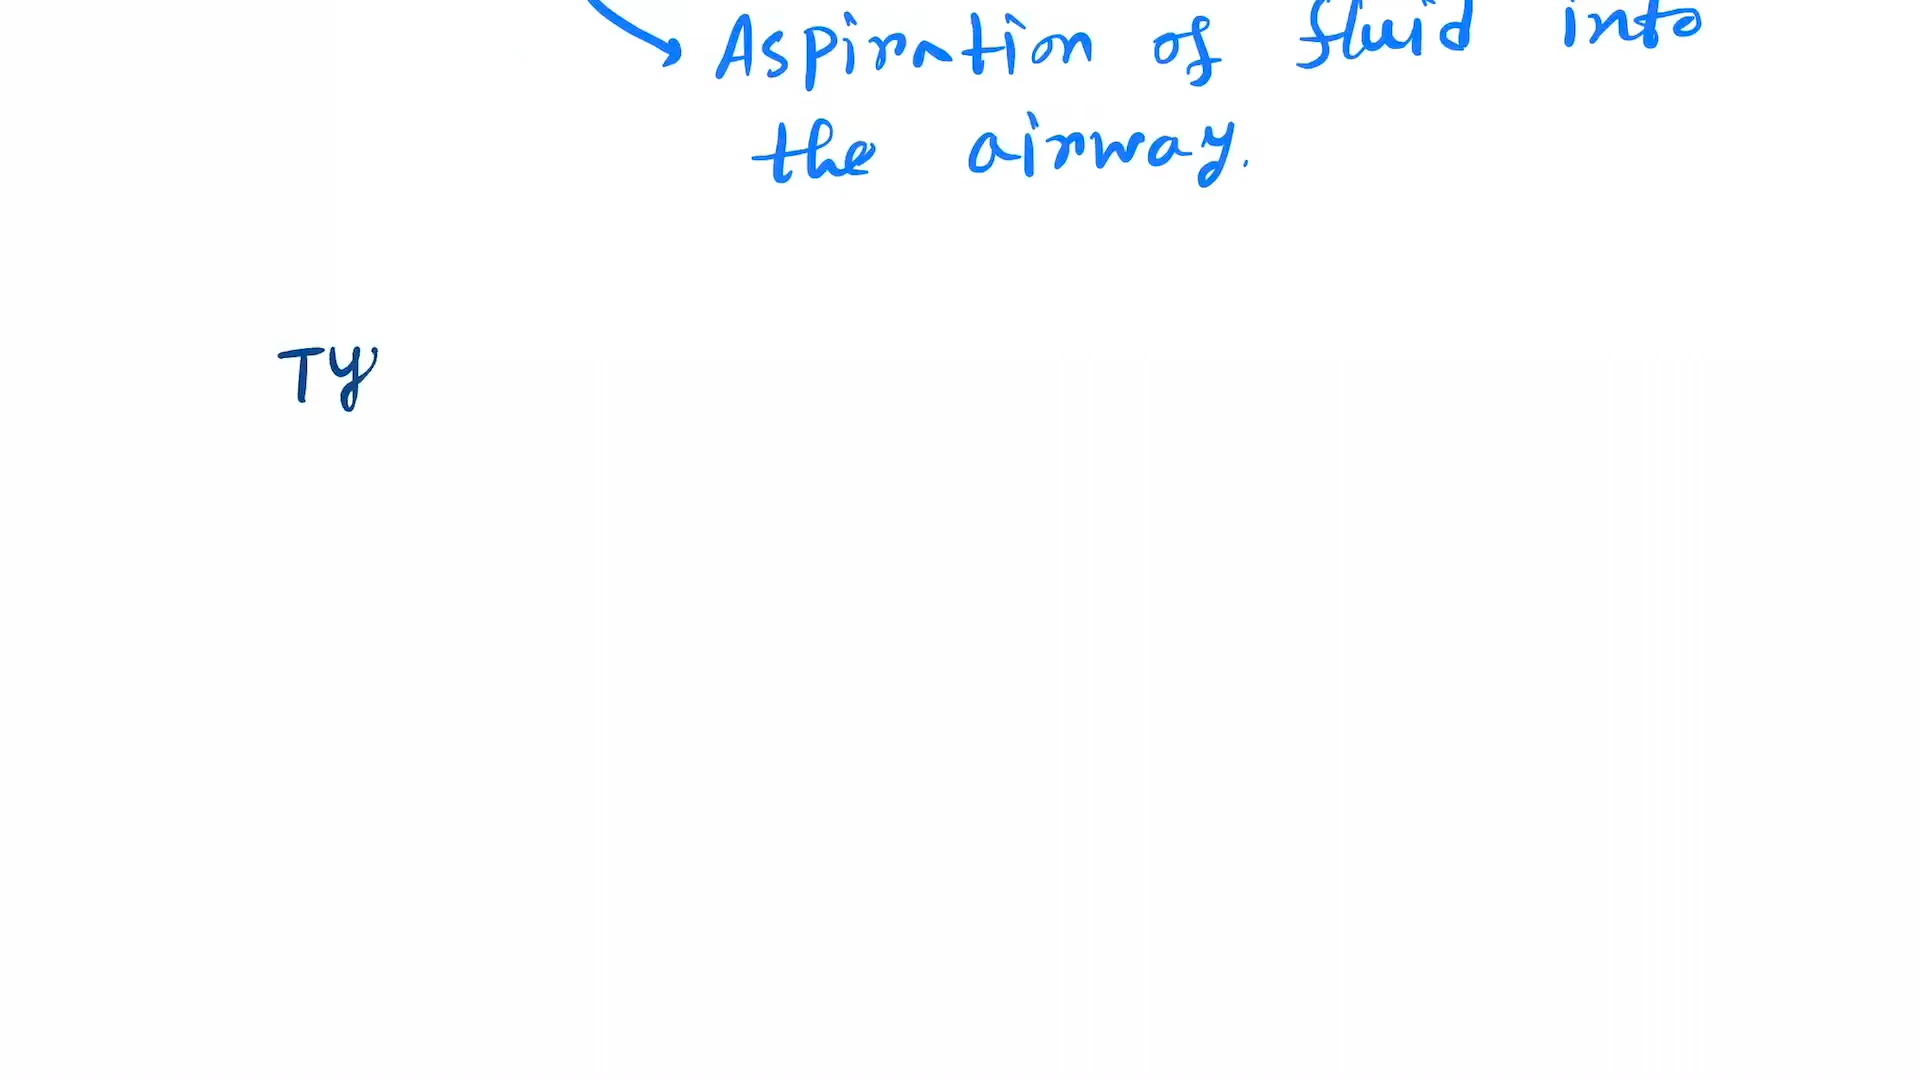 Aspiration of fluid into
the airway.
Ty